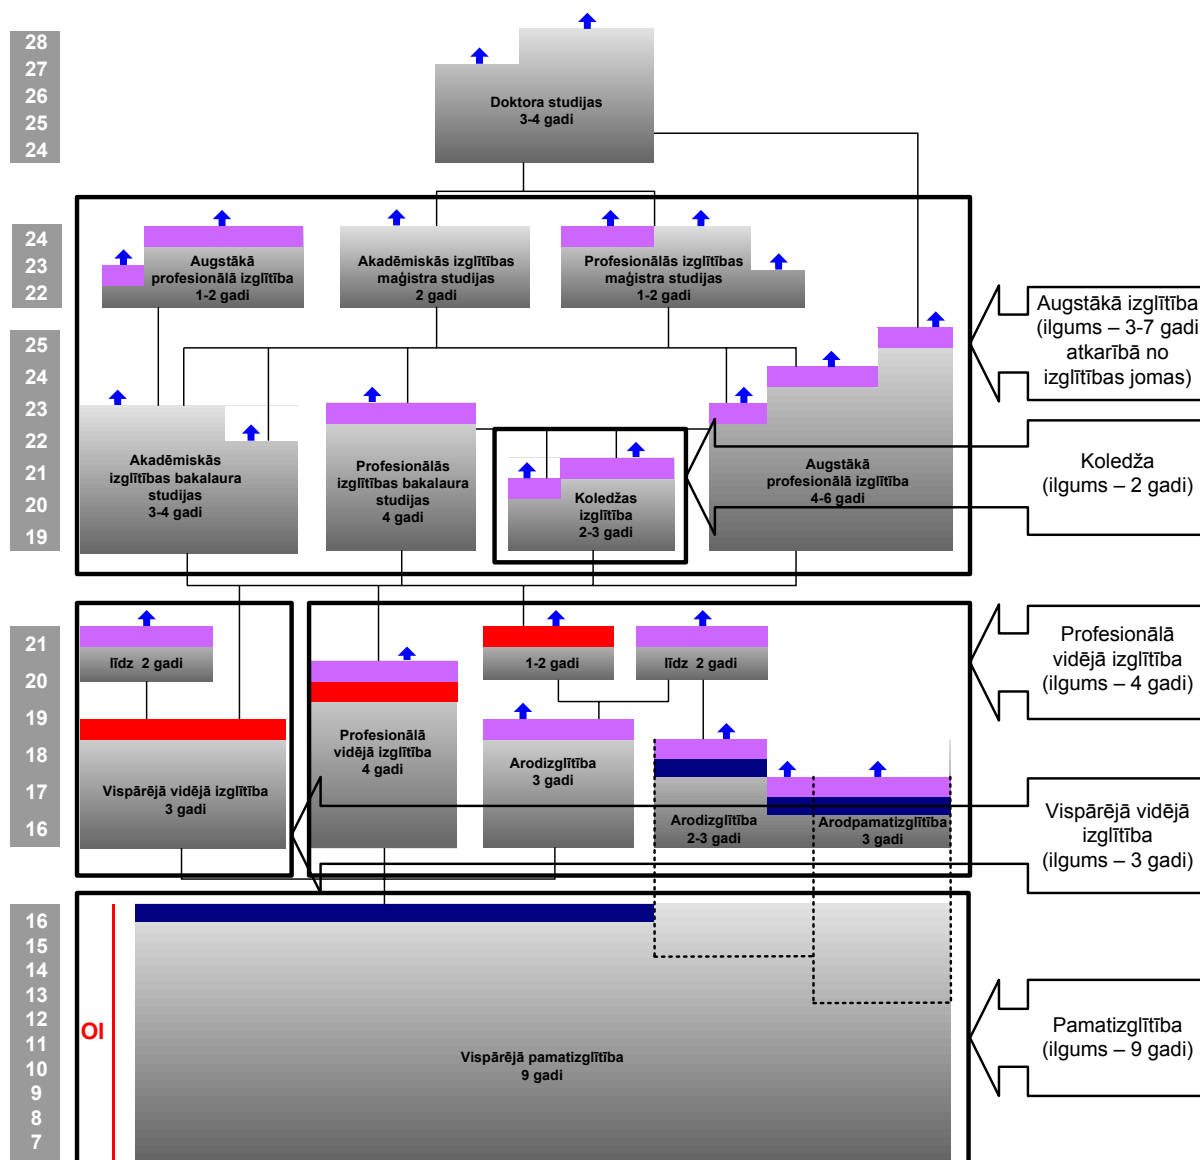 28
27
26
25
24
Doktora studijas
3-4 gadi
24
23
22
Augstākā
profesionālā izglītība
1-2 gadi
Akadēmiskās izglītības
maģistra studijas
2 gadi
Profesionālās izglītības
maģistra studijas
1-2 gadi
Augstākā izglītība
(ilgums – 3-7 gadi
atkarībā no
izglītības jomas)
25
24
23
22
21
20
19
Akadēmiskās
izglītības bakalaura
studijas
3-4 gadi
Profesionālās
izglītības bakalaura
studijas
4 gadi
Koledžas
izglītība
2-3 gadi
Augstākā
profesionālā izglītība
4-6 gadi
Koledža
(ilgums – 2 gadi)
21
20
19
18
17
16
līdz 2 gadi
Vispārējā vidējā izglītība
3 gadi
Profesionālā
vidējā izglītība
4 gadi
1-2 gadi
līdz 2 gadi
Arodizglītība
3 gadi
Arodizglītība
2-3 gadi
Arodpamatizglītība
3 gadi
Profesionālā
vidējā izglītība
(ilgums – 4 gadi)
Vispārējā vidējā
izglītība
(ilgums – 3 gadi)
16
15
14
13
12
11
10
9
8
7
OI
Vispārējā pamatizglītība
9 gadi
Pamatizglītība
(ilgums – 9 gadi)